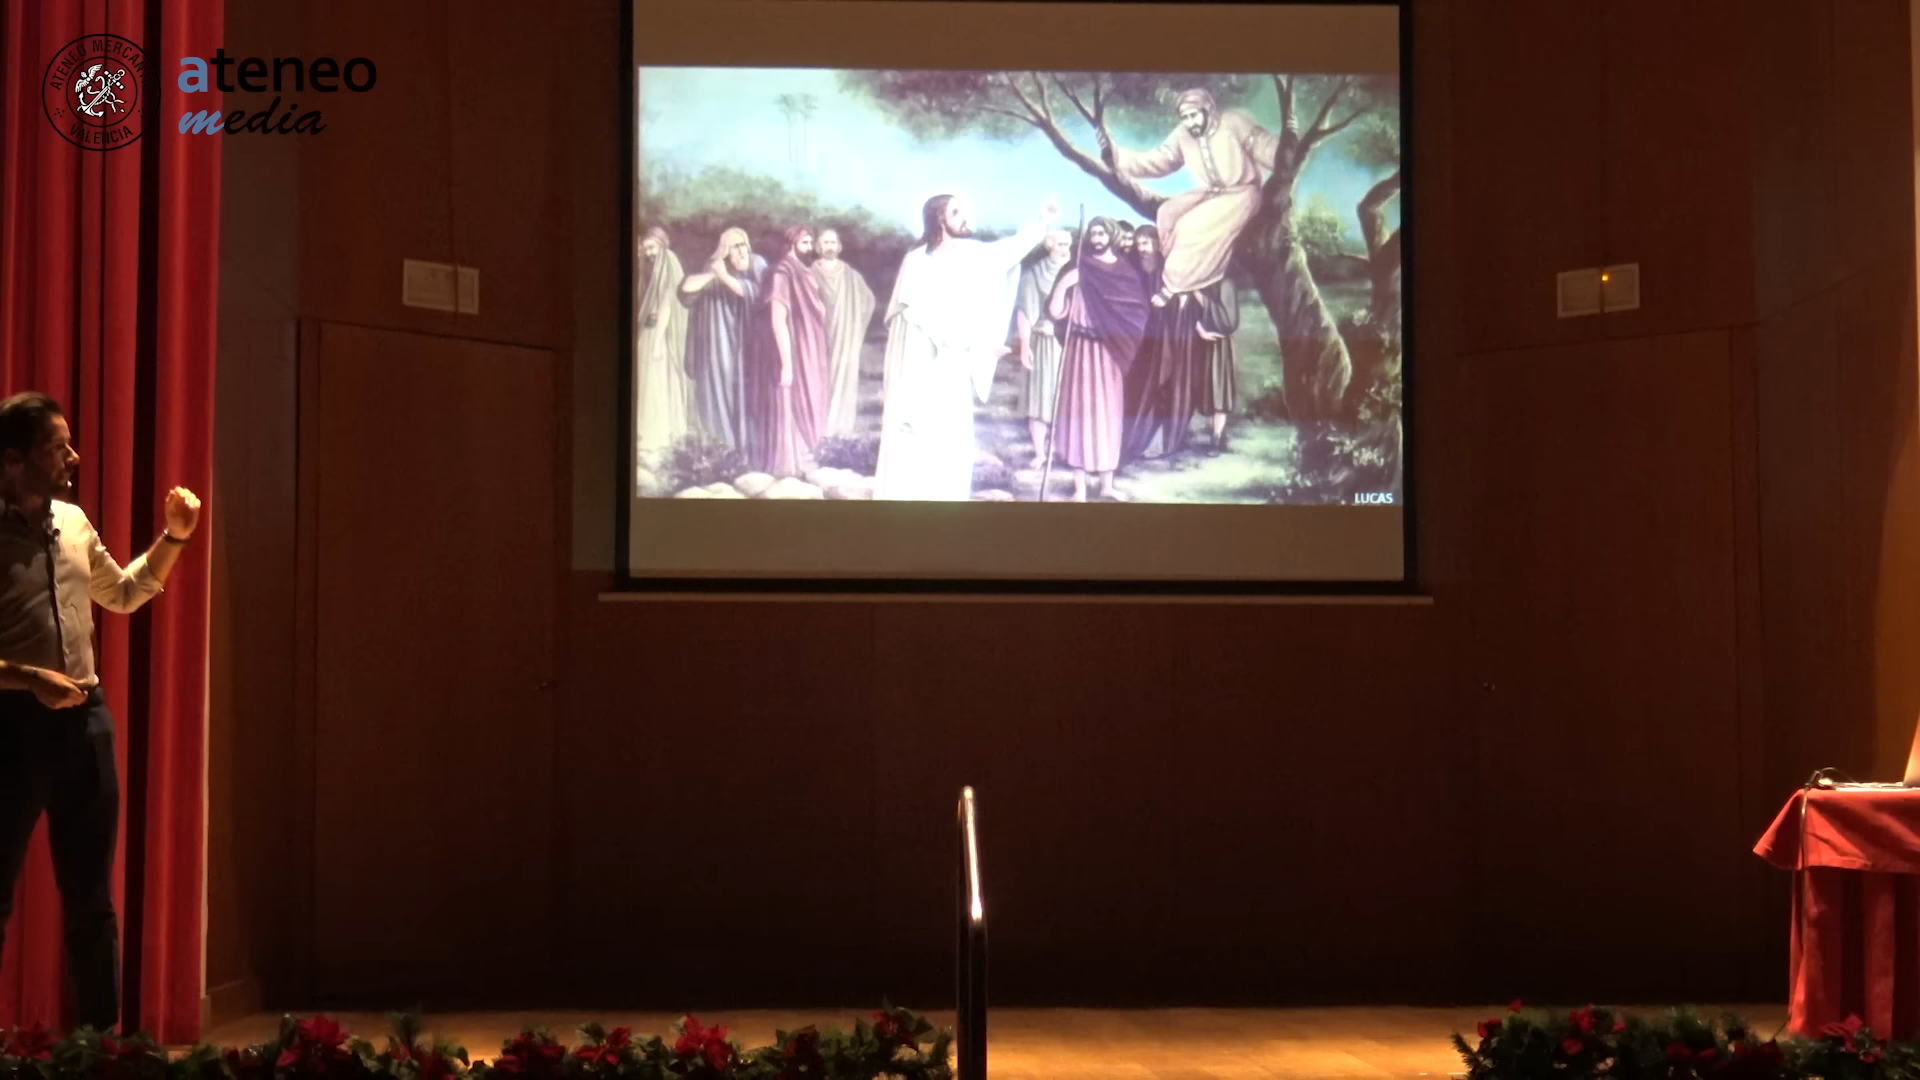 ATENEO MERCANTIL
VALENCIA
ateneo
media
LUCAS